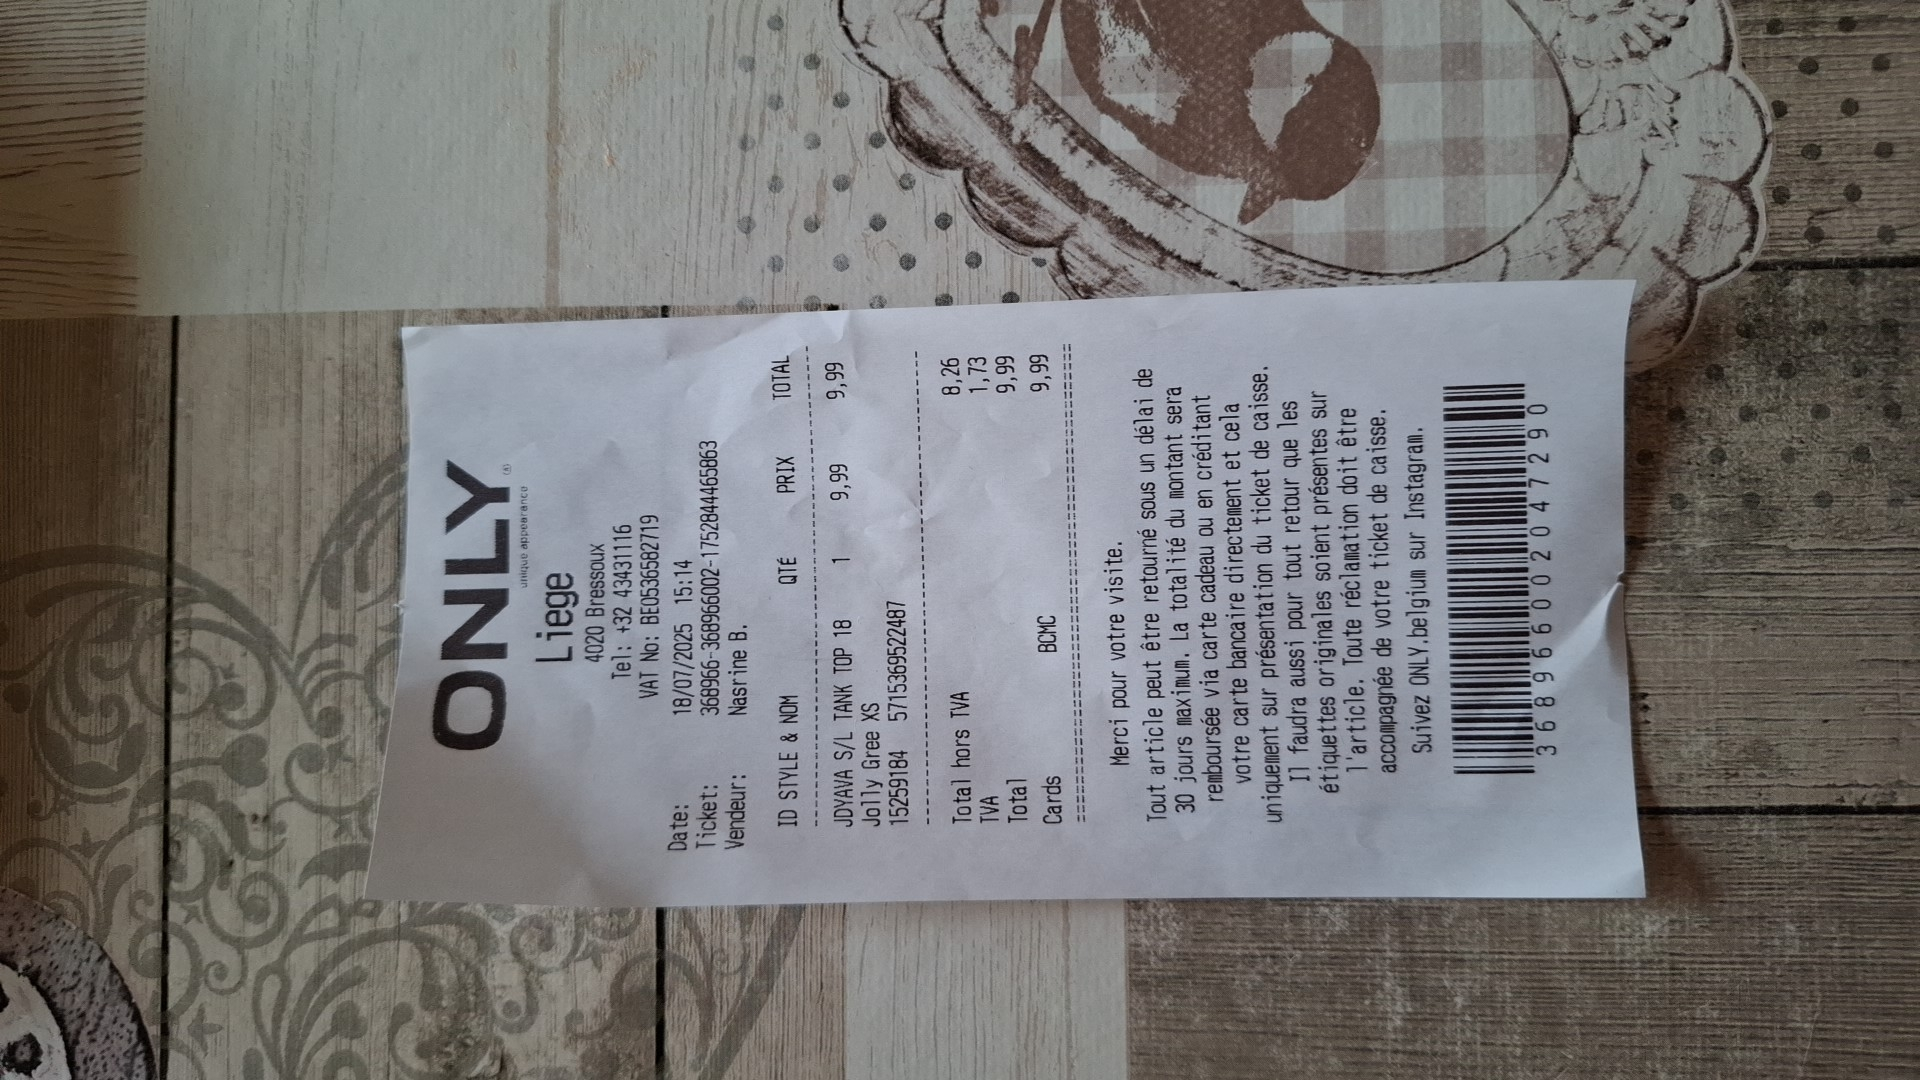 ONLY®
unique appearance
Liege
4020 Bressoux
Tel: +32 43431116
VAT No: BE0536582719
Date: 18/07/2025 15:14
Ticket: 368966-368966002-1752844465863
Vendeur: Nasrine B.
ID STYLE & NOM QTÉ PRIX TOTAL
JDYAVA S/L TANK TOP 18 1 9,99 9,99
Jolly Gree XS
15259184 5715369522487
Total hors TVA 8,26
TVA 1,73
Total 9,99
Cards BCMC 9,99
Merci pour votre visite.
Tout article peut être retourné sous un délai de
30 jours maximum. La totalité du montant sera
remboursée via carte cadeau ou en créditant
votre carte bancaire directement et cela
uniquement sur présentation du ticket de caisse.
Il faudra aussi pour tout retour que les
étiquettes originales soient présentes sur
l'article. Toute réclamation doit être
accompagnée de votre ticket de caisse.
Suivez ONLY.belgium sur Instagram.
368966002047290